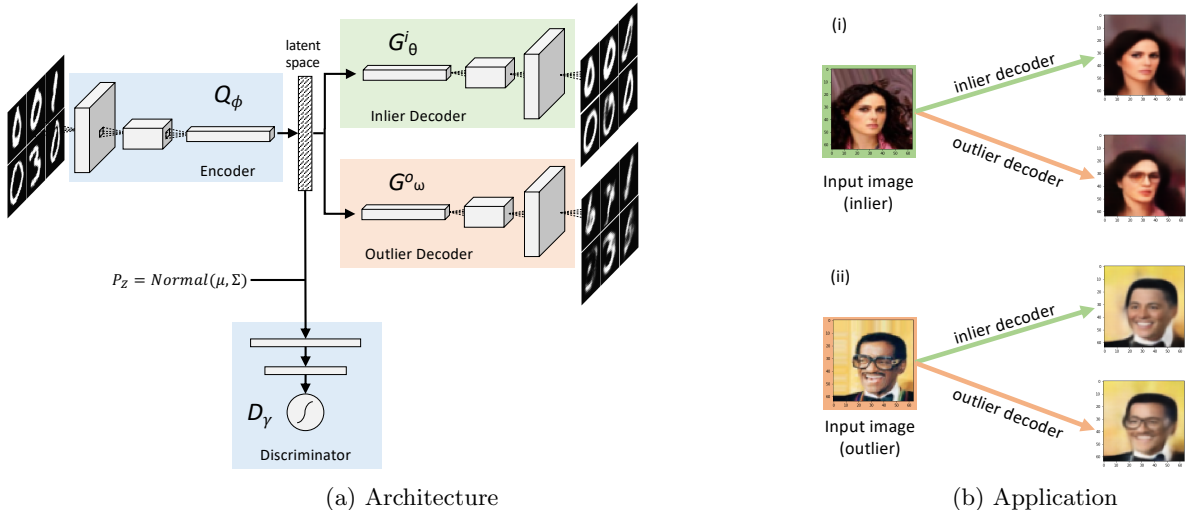 latent
space
Q_ϕ
Encoder
G^i_θ
Inlier Decoder
G^o_ω
Outlier Decoder
P_Z = Normal(μ, Σ)
D_γ
Discriminator
(a) Architecture
(i)
Input image
(inlier)
inlier decoder
outlier decoder
(ii)
Input image
(outlier)
inlier decoder
outlier decoder
(b) Application